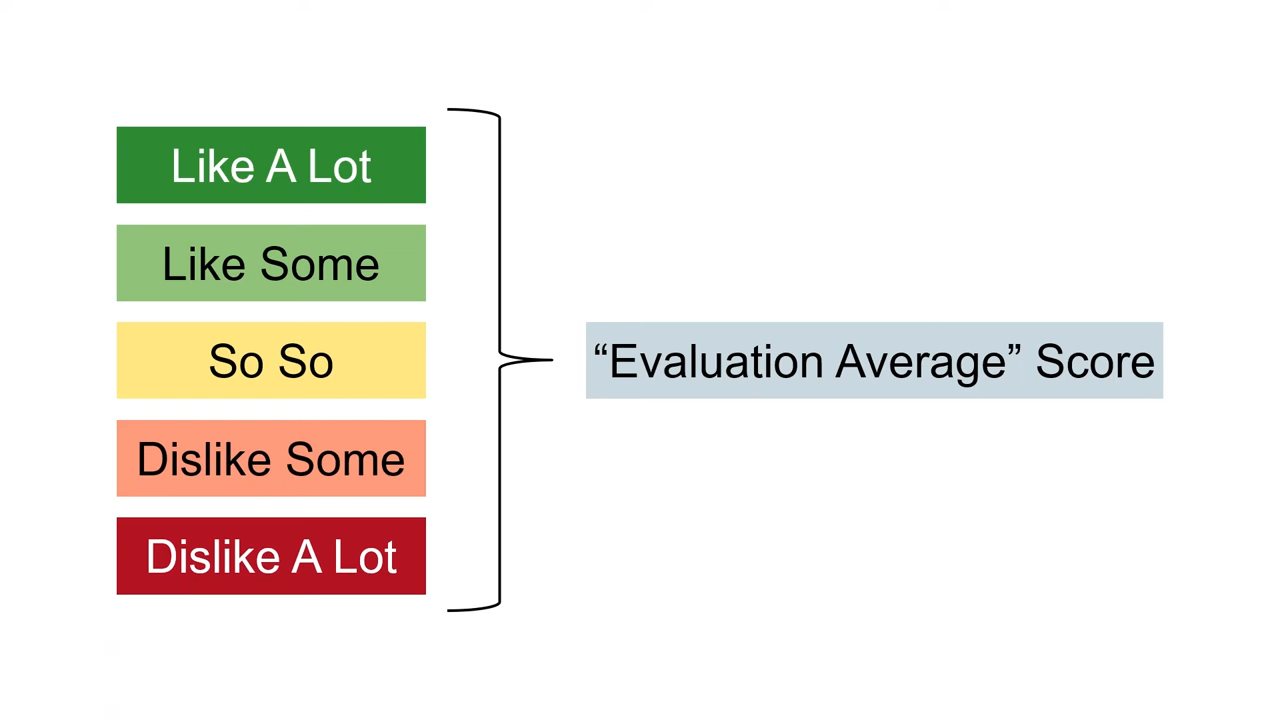 Like A Lot
Like Some
So So
Dislike Some
Dislike A Lot
“Evaluation Average” Score